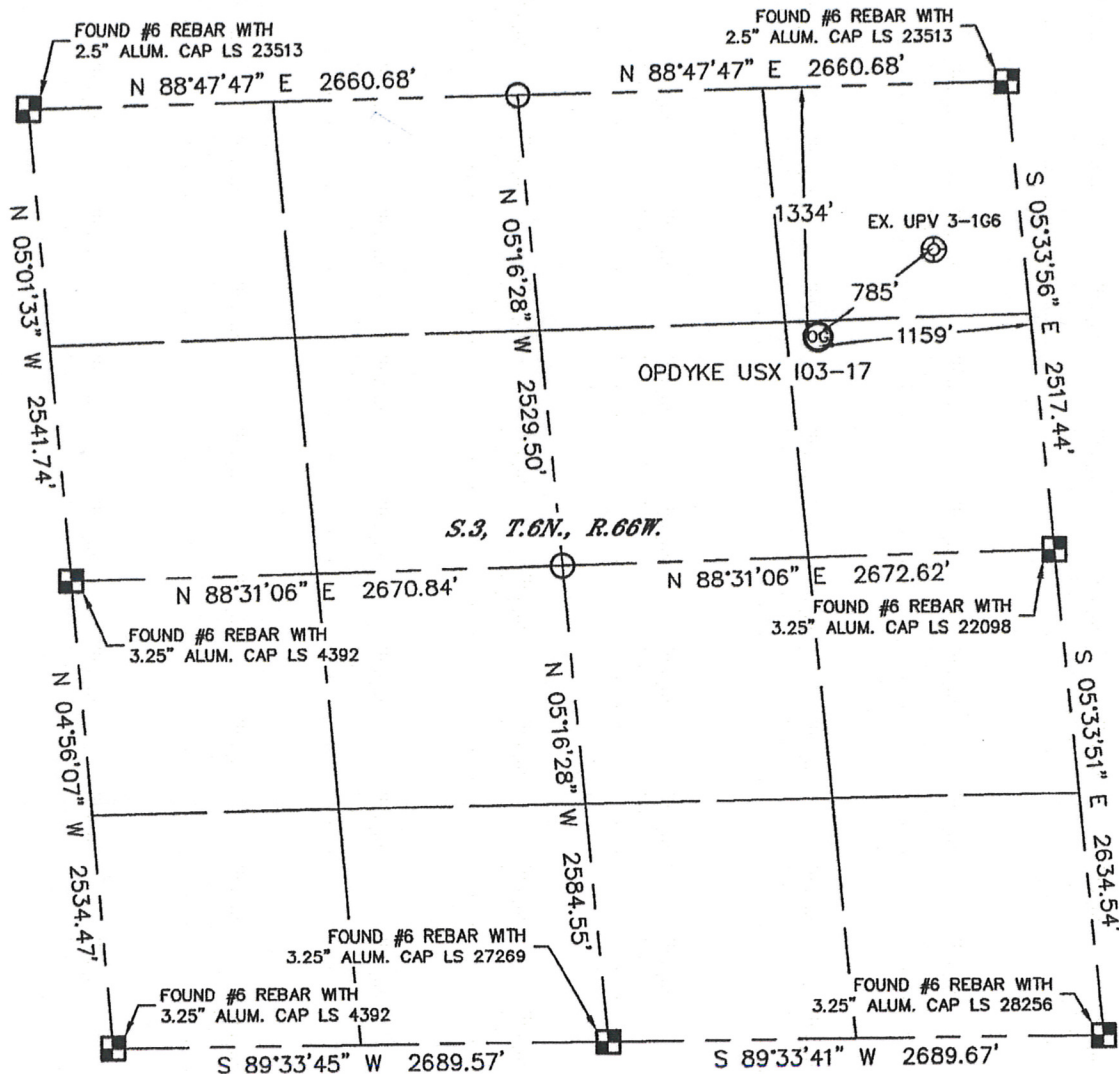 FOUND #6 REBAR WITH
2.5" ALUM. CAP LS 23513
FOUND #6 REBAR WITH
2.5" ALUM. CAP LS 23513
N 88°47'47" E 2660.68'
N 88°47'47" E 2660.68'
N 05°01'33" W 2541.74'
N 05°16'28" W 2529.50'
S 05°33'56" E 2517.44'
1334'
EX. UPV 3-1G6
785'
OG
1159'
OPDYKE USX I03-17
S.3, T.6N., R.66W.
N 88°31'06" E 2670.84'
N 88°31'06" E 2672.62'
FOUND #6 REBAR WITH
3.25" ALUM. CAP LS 4392
FOUND #6 REBAR WITH
3.25" ALUM. CAP LS 22098
N 04°56'07" W 2534.47'
N 05°16'28" W 2584.55'
S 05°33'51" E 2634.54'
FOUND #6 REBAR WITH
3.25" ALUM. CAP LS 27269
FOUND #6 REBAR WITH
3.25" ALUM. CAP LS 4392
FOUND #6 REBAR WITH
3.25" ALUM. CAP LS 28256
S 89°33'45" W 2689.57'
S 89°33'41" W 2689.67'